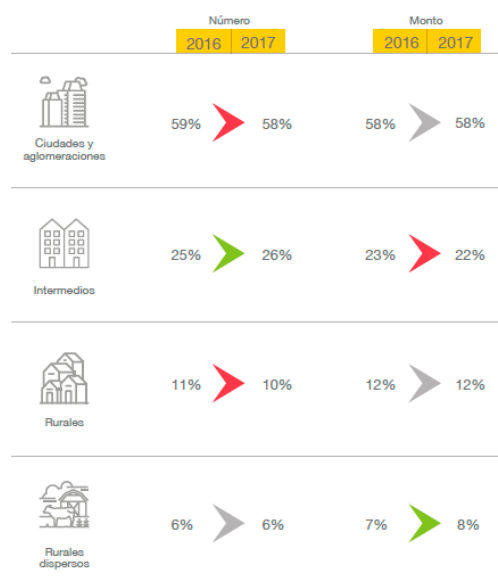 Número Monto
2016 2017 2016 2017
59% 58% 58% 58%
Ciudades y
aglomeraciones
25% 26% 23% 22%
Intermedios
11% 10% 12% 12%
Rurales
6% 6% 7% 8%
Rurales
dispersos